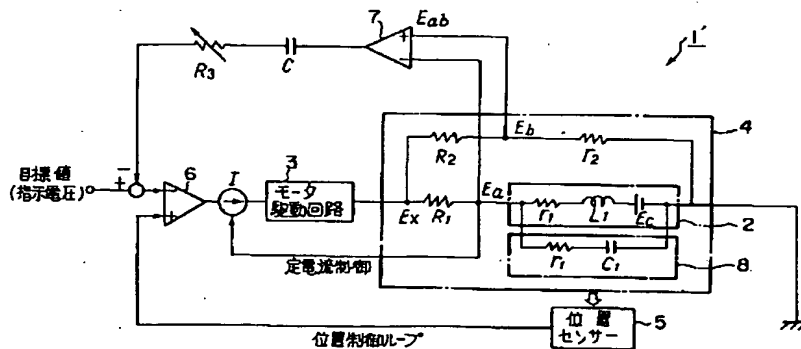 7
Eab
1'
+
-
R3
C
4
Eb
R2
r2
目標値
(指示電圧)
-
+
6
-
+
I
3
モータ
駆動回路
Ex
R1
Ea
r1
L1
Ec
2
r1
C1
8
定電流制御
位置制御ループ
位置
センサー
5